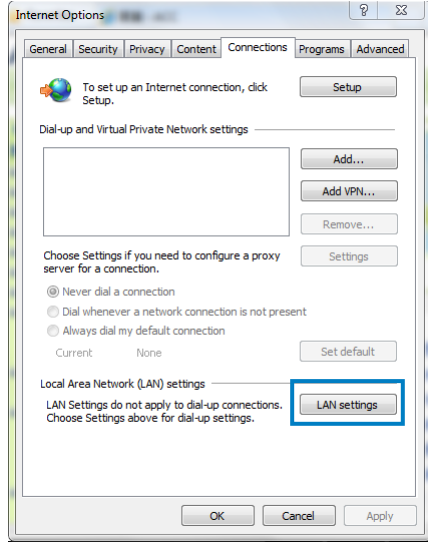 Internet Options
General Security Privacy Content Connections Programs Advanced
To set up an Internet connection, click
Setup.
Setup
Dial-up and Virtual Private Network settings
Add...
Add VPN...
Remove...
Choose Settings if you need to configure a proxy
server for a connection.
Settings
Never dial a connection
Dial whenever a network connection is not present
Always dial my default connection
Current None
Set default
Local Area Network (LAN) settings
LAN Settings do not apply to dial-up connections.
Choose Settings above for dial-up settings.
LAN settings
OK Cancel Apply